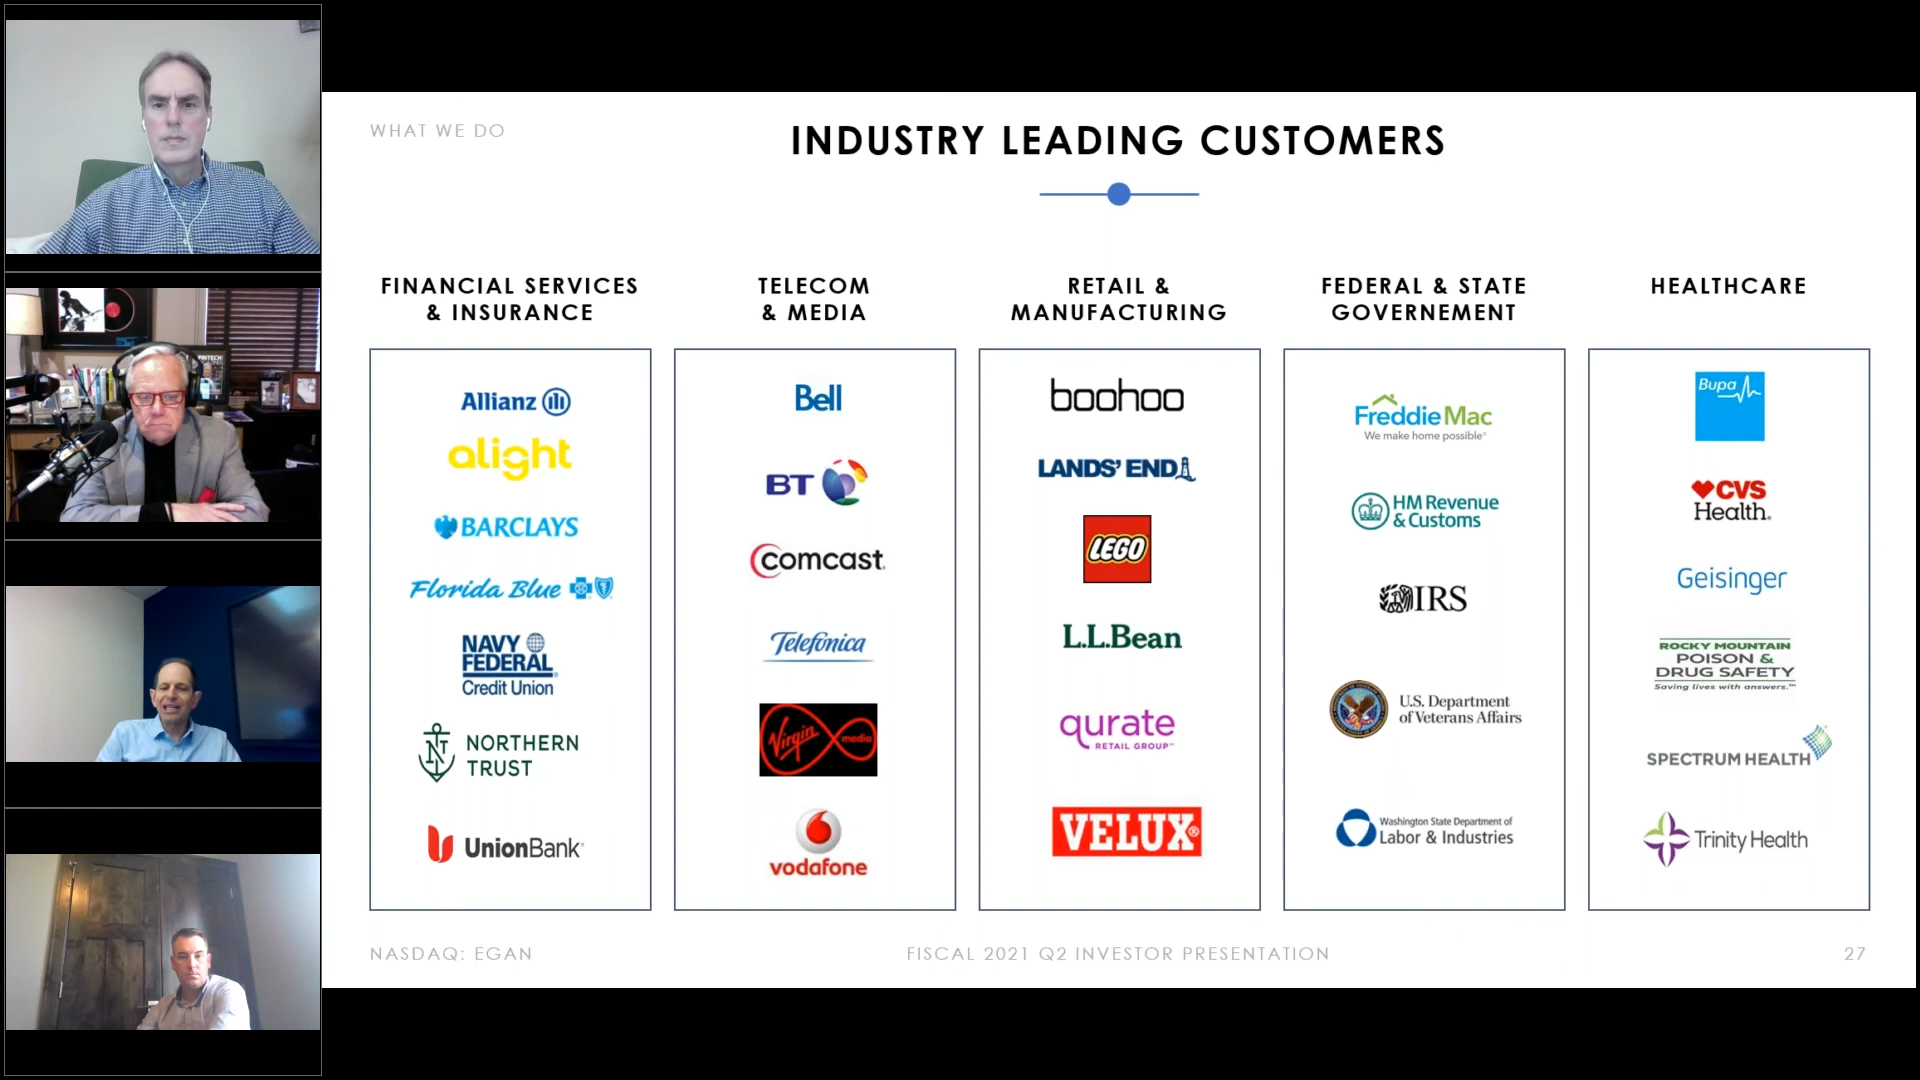 WHAT WE DO
INDUSTRY LEADING CUSTOMERS
FINANCIAL SERVICES
& INSURANCE
Allianz
alight
BARCLAYS
Florida Blue
NAVY
FEDERAL
Credit Union
NORTHERN
TRUST
UnionBank
TELECOM
& MEDIA
Bell
BT
comcast.
Telefónica
Virgin media
vodafone
RETAIL &
MANUFACTURING
boohoo
LANDS' END
LEGO
L.L.Bean
qurate
RETAIL GROUP
VELUX®
FEDERAL & STATE
GOVERNEMENT
Freddie Mac
We make home possible®
HM Revenue
& Customs
IRS
U.S. Department
of Veterans Affairs
Washington State Department of
Labor & Industries
HEALTHCARE
Bupa
CVS
Health.
Geisinger
ROCKY MOUNTAIN
POISON &
DRUG SAFETY
Saving lives with answers.℠
SPECTRUM HEALTH
Trinity Health
NASDAQ: EGAN
FISCAL 2021 Q2 INVESTOR PRESENTATION
27
FINTECH